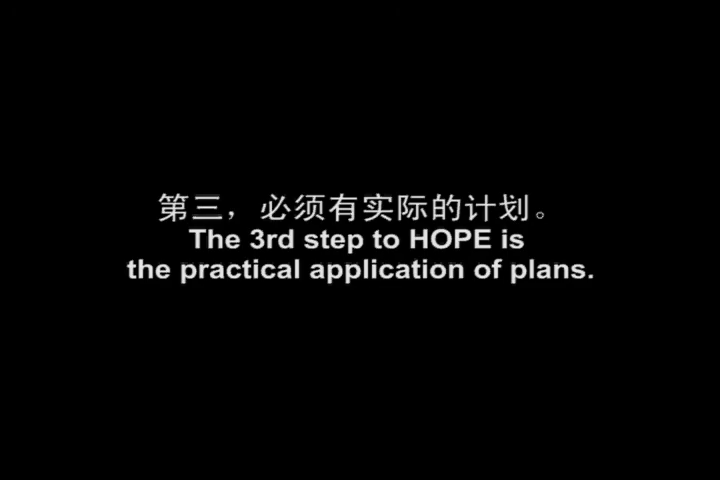 第三，必须有实际的计划。
The 3rd step to HOPE is
the practical application of plans.